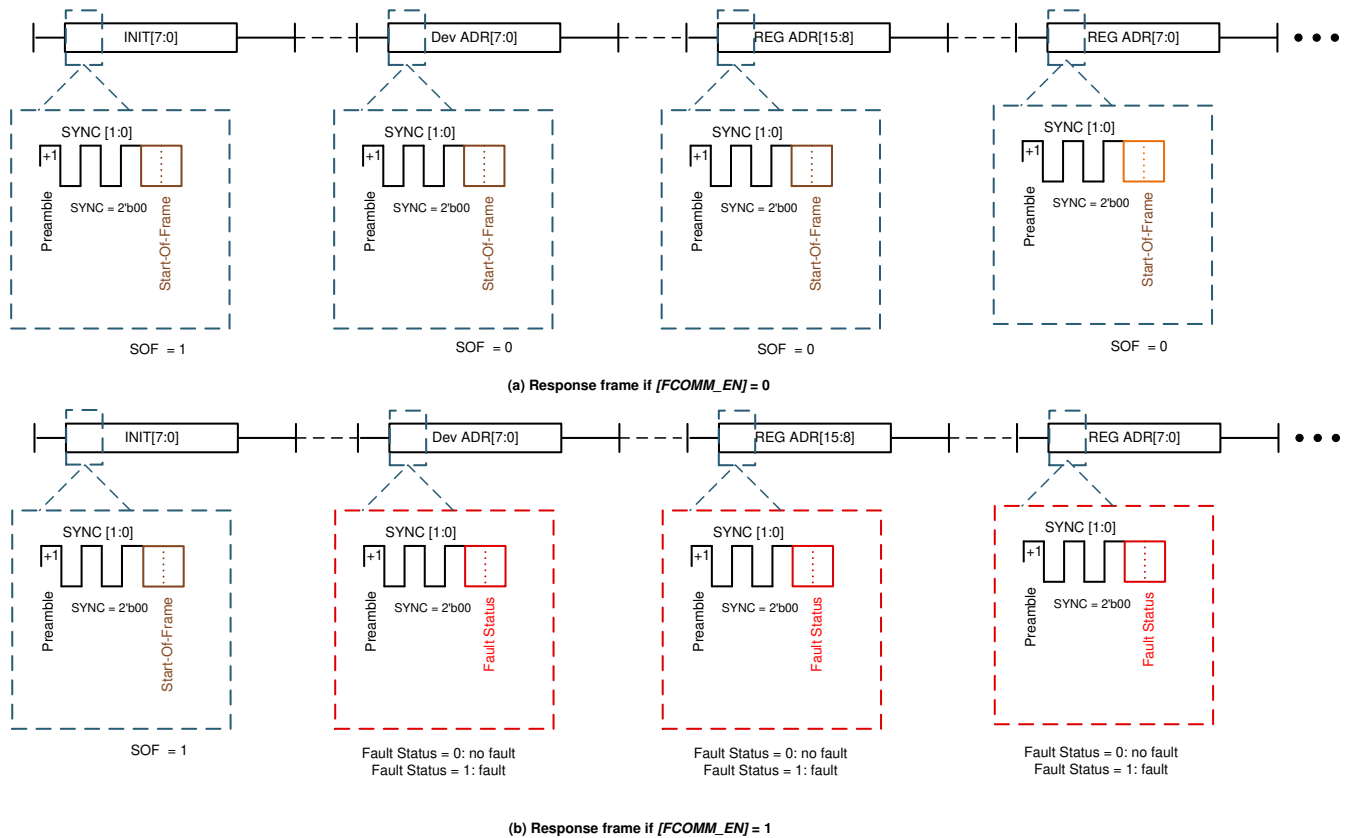 INIT[7:0]
Dev ADR[7:0]
REG ADR[15:8]
REG ADR[7:0]
SYNC [1:0]
+1
Preamble
SYNC = 2'b00
Start-Of-Frame
SOF = 1
SYNC [1:0]
+1
Preamble
SYNC = 2'b00
Start-Of-Frame
SOF = 0
SYNC [1:0]
+1
Preamble
SYNC = 2'b00
Start-Of-Frame
SOF = 0
SYNC [1:0]
+1
Preamble
SYNC = 2'b00
Start-Of-Frame
SOF = 0
(a) Response frame if [FCOMM_EN] = 0
INIT[7:0]
Dev ADR[7:0]
REG ADR[15:8]
REG ADR[7:0]
SYNC [1:0]
+1
Preamble
SYNC = 2'b00
Start-Of-Frame
SOF = 1
SYNC [1:0]
+1
Preamble
SYNC = 2'b00
Fault Status
Fault Status = 0: no fault
Fault Status = 1: fault
SYNC [1:0]
+1
Preamble
SYNC = 2'b00
Fault Status
Fault Status = 0: no fault
Fault Status = 1: fault
SYNC [1:0]
+1
Preamble
SYNC = 2'b00
Fault Status
Fault Status = 0: no fault
Fault Status = 1: fault
(b) Response frame if [FCOMM_EN] = 1